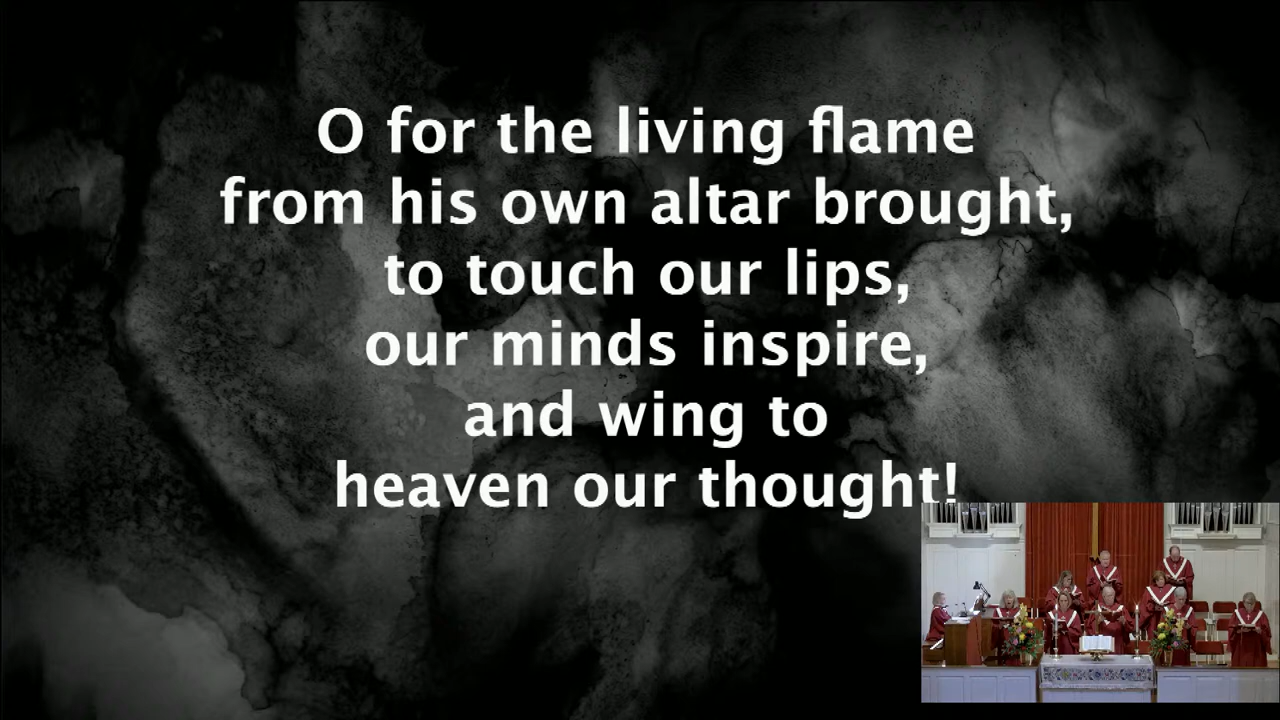 O for the living flame
from his own altar brought,
to touch our lips,
our minds inspire,
and wing to
heaven our thought!